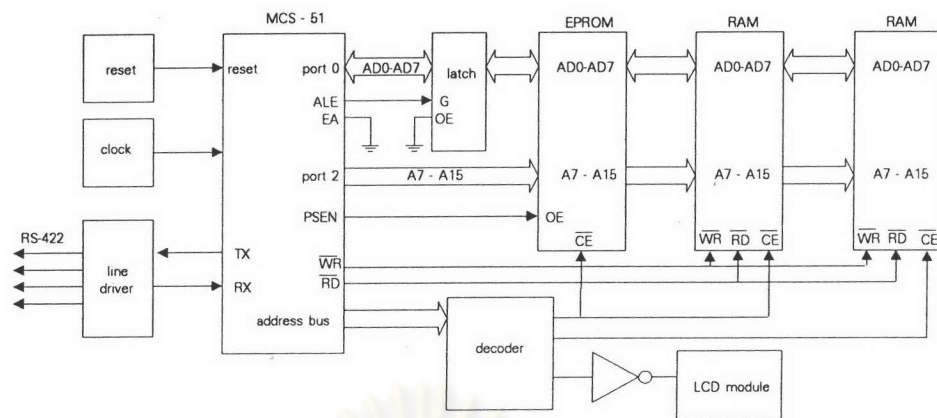 MCS - 51
EPROM
RAM
RAM
reset
reset
port 0
AD0-AD7
latch
AD0-AD7
AD0-AD7
AD0-AD7
ALE
G
EA
OE
clock
port 2
A7 - A15
A7 - A15
A7 - A15
A7 - A15
PSEN
OE
RS-422
CE
WR
RD
CE
WR
RD
CE
line
driver
TX
RX
WR
RD
address bus
decoder
LCD module